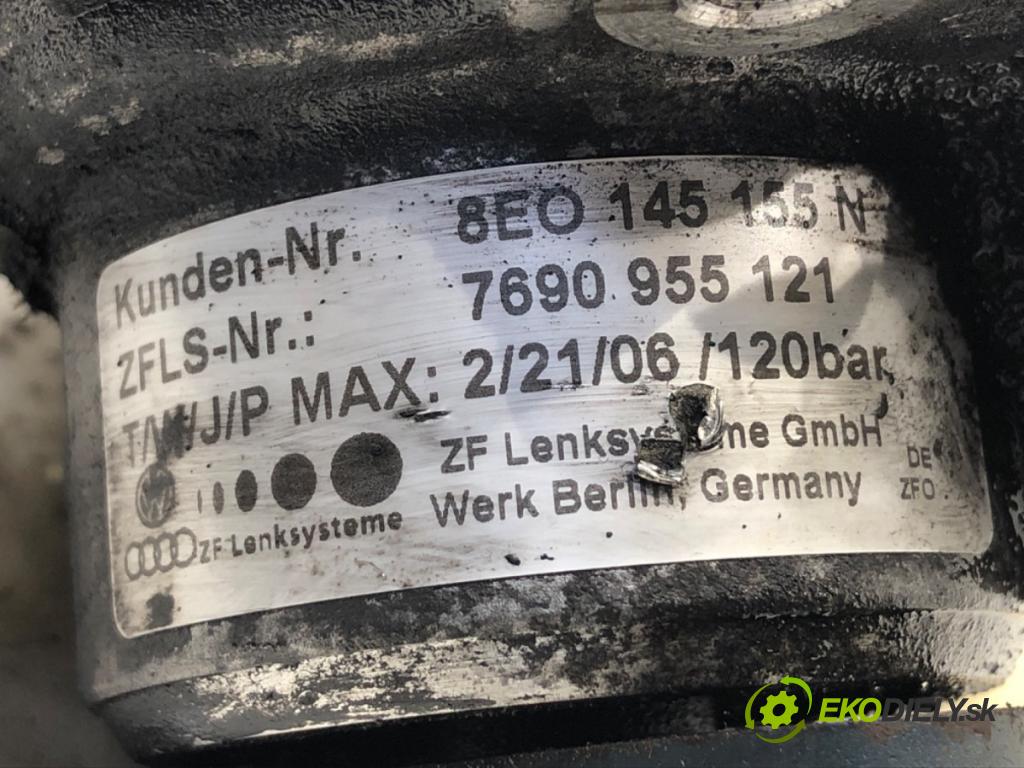 Kunden-Nr. 8EO 145 155 N
ZFLS-Nr.: 7690 955 121
T/W/J/P MAX: 2/21/06 /120bar
ZF Lenksysteme GmbH
Werk Berlin, Germany
DE
ZFO
ZF Lenksysteme
EKODIELY.sk